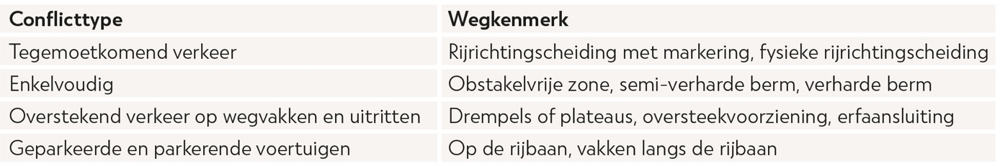 Conflicttype Wegkenmerk
Tegemoetkomend verkeer Rijrichtingscheiding met markering, fysieke rijrichtingscheiding
Enkelvoudig Obstakelvrije zone, semi-verharde berm, verharde berm
Overstekend verkeer op wegvakken en uitritten Drempels of plateaus, oversteekvoorziening, erfaansluiting
Geparkeerde en parkerende voertuigen Op de rijbaan, vakken langs de rijbaan